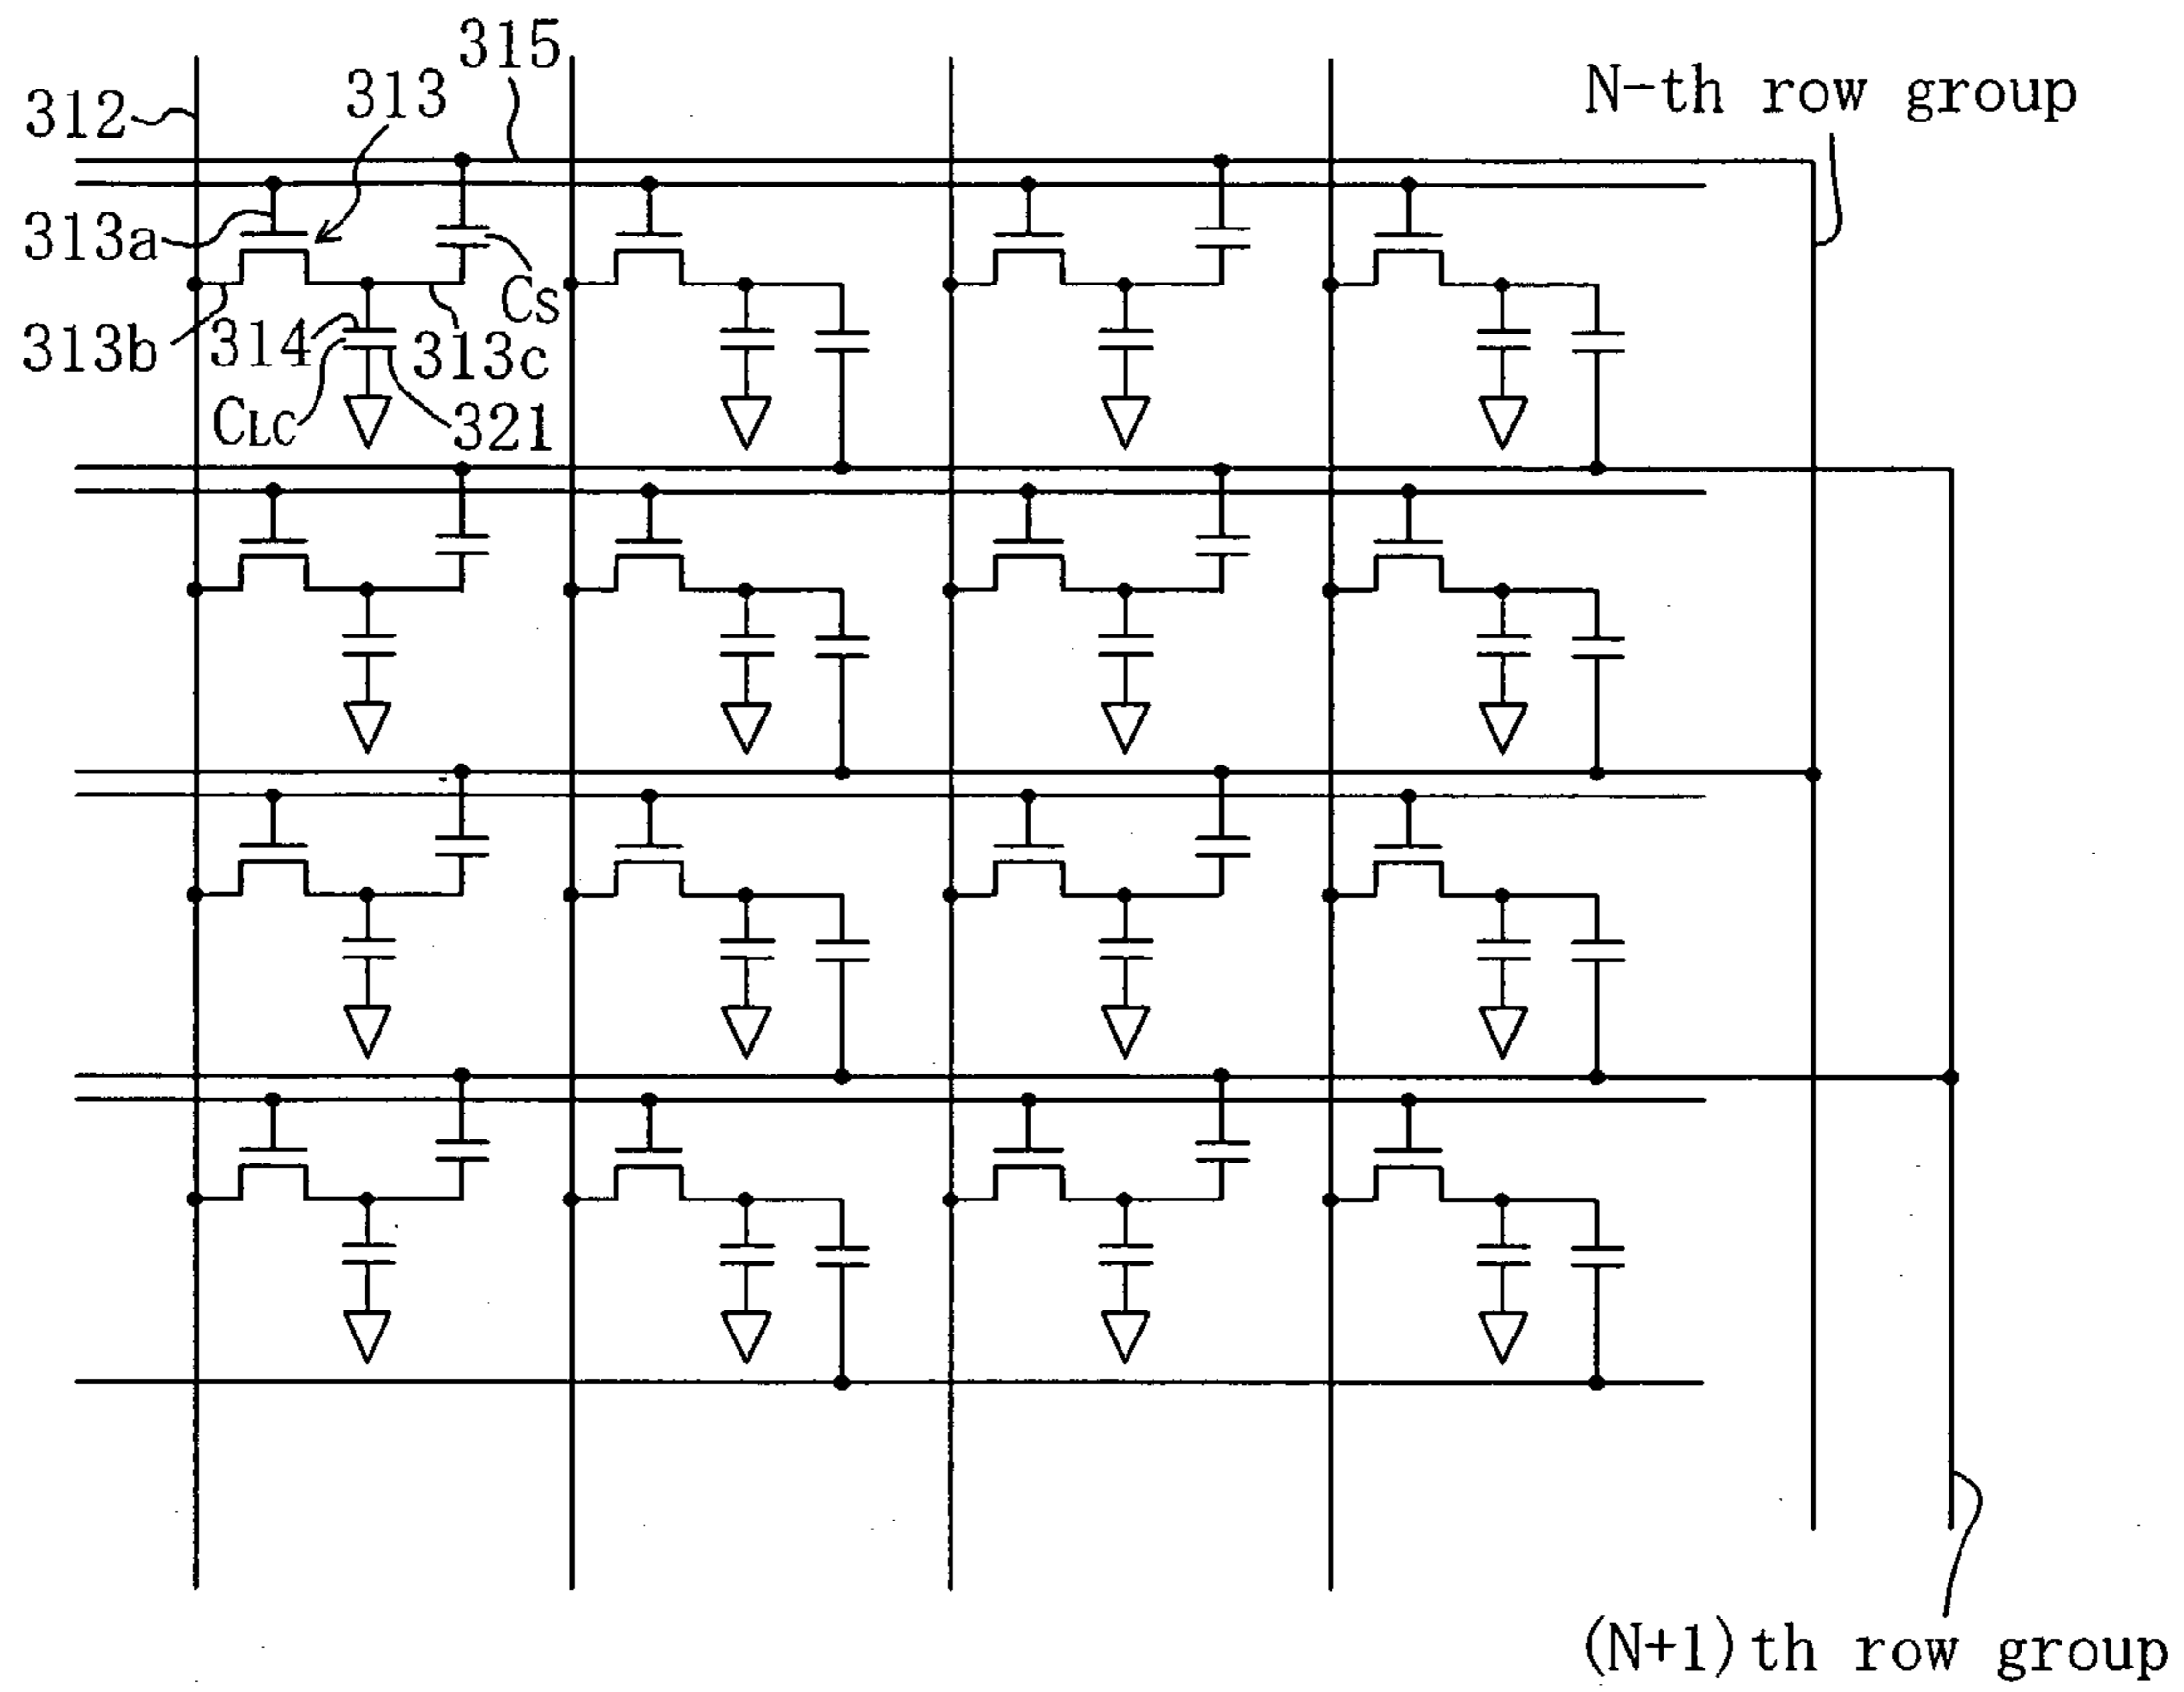 315
N-th row group
313
312
313a
CS
313b
314
313c
CLC
321
(N+1)th row group